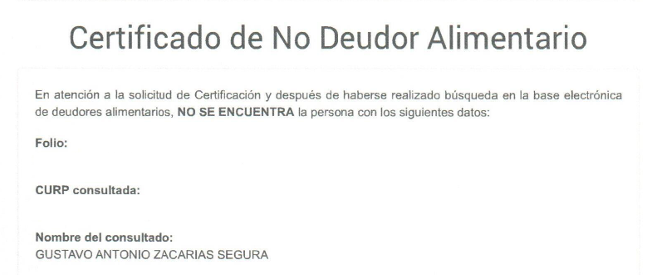 Certificado de No Deudor Alimentario
En atención a la solicitud de Certificación y después de haberse realizado búsqueda en la base electrónica
de deudores alimentarios, NO SE ENCUENTRA la persona con los siguientes datos:
Folio:
CURP consultada:
Nombre del consultado:
GUSTAVO ANTONIO ZACARIAS SEGURA